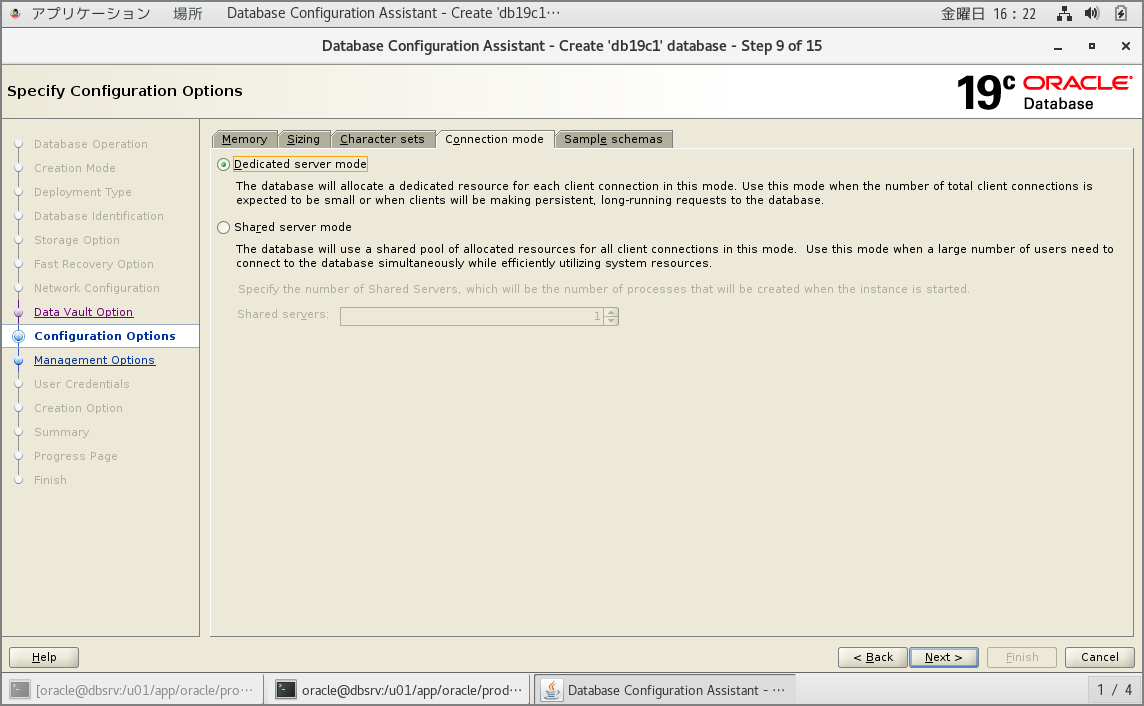 アプリケーション 場所 Database Configuration Assistant - Create 'db19c1'⋯ 金曜日 16 : 22
Database Configuration Assistant - Create 'db19c1' database - Step 9 of 15
Specify Configuration Options
19c ORACLE Database
Database Operation
Creation Mode
Deployment Type
Database Identification
Storage Option
Fast Recovery Option
Network Configuration
Data Vault Option
Configuration Options
Management Options
User Credentials
Creation Option
Summary
Progress Page
Finish
Memory Sizing Character sets Connection mode Sample schemas
Dedicated server mode
The database will allocate a dedicated resource for each client connection in this mode. Use this mode when the number of total client connections is
expected to be small or when clients will be making persistent, long-running requests to the database.
Shared server mode
The database will use a shared pool of allocated resources for all client connections in this mode.  Use this mode when a large number of users need to
connect to the database simultaneously while efficiently utilizing system resources.
Specify the number of Shared Servers, which will be the number of processes that will be created when the instance is started.
Shared servers: 1
Help < Back Next > Finish Cancel
[oracle@dbsrv:/u01/app/oracle/pro⋯ oracle@dbsrv:/u01/app/oracle/prod⋯ Database Configuration Assistant - ⋯ 1 / 4